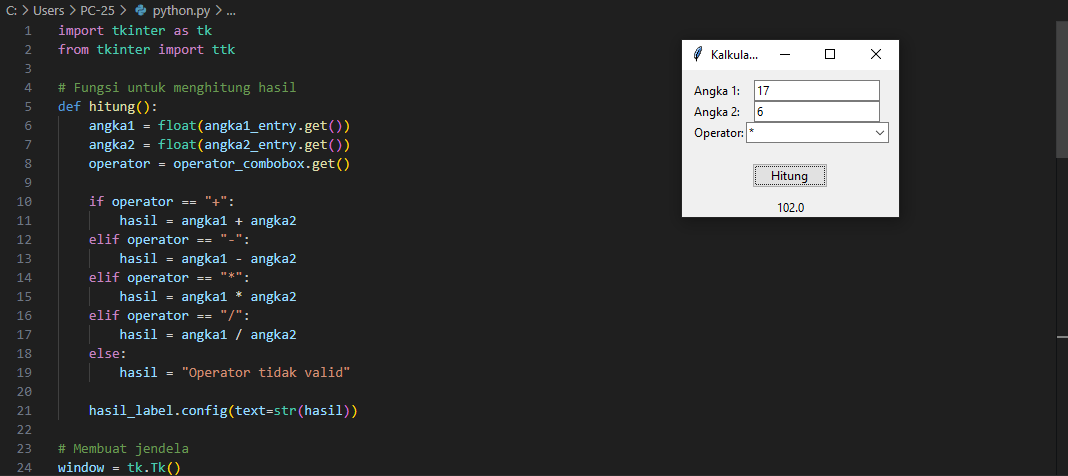 C: > Users > PC-25 > python.py > ...
1 import tkinter as tk
2 from tkinter import ttk
3
4 # Fungsi untuk menghitung hasil
5 def hitung():
6     angka1 = float(angka1_entry.get())
7     angka2 = float(angka2_entry.get())
8     operator = operator_combobox.get()
9
10     if operator == "+":
11         hasil = angka1 + angka2
12     elif operator == "-":
13         hasil = angka1 - angka2
14     elif operator == "*":
15         hasil = angka1 * angka2
16     elif operator == "/":
17         hasil = angka1 / angka2
18     else:
19         hasil = "Operator tidak valid"
20
21     hasil_label.config(text=str(hasil))
22
23 # Membuat jendela
24 window = tk.Tk()
Kalkula...
Angka 1: 17
Angka 2: 6
Operator: *
Hitung
102.0